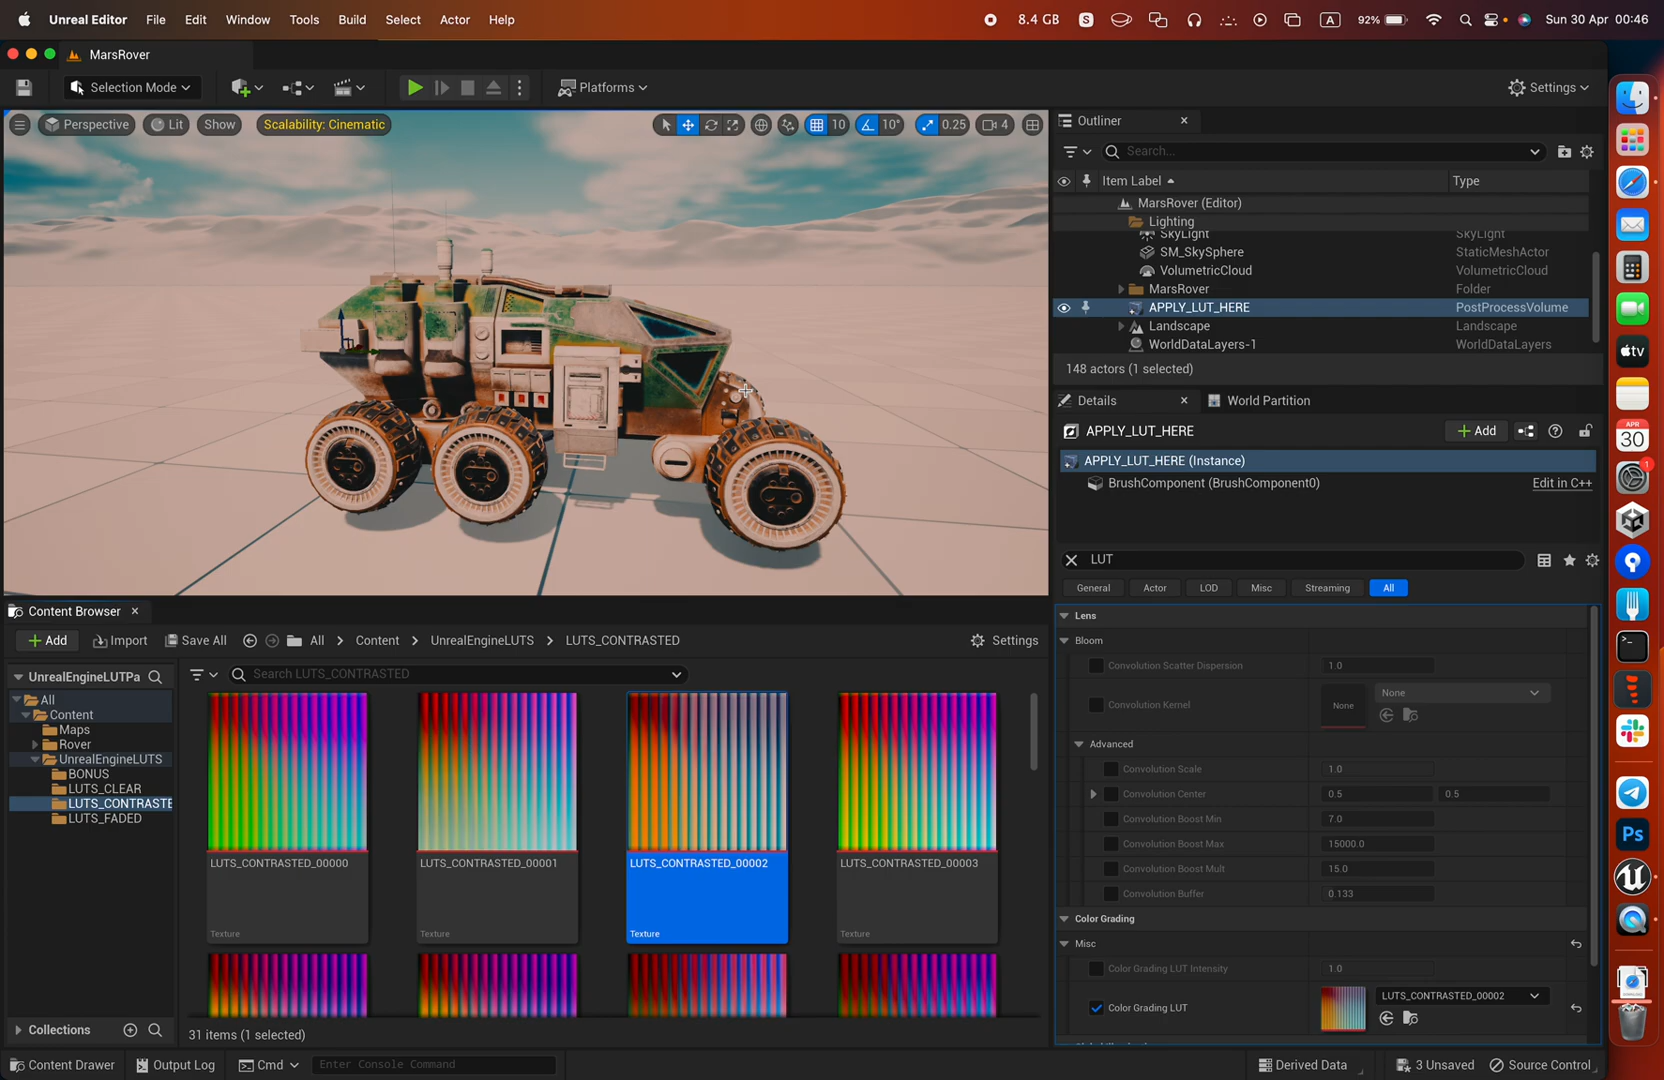 Unreal Editor File Edit Window Tools Build Select Actor Help
8.4 GB
S
A
92%
Sun 30 Apr 00:46
MarsRover
Selection Mode
Platforms
Settings
Perspective Lit Show Scalability: Cinematic
10 10° 0.25 4
Outliner
Search...
Item Label Type
MarsRover (Editor)
Lighting
SkyLight SkyLight
SM_SkySphere StaticMeshActor
VolumetricCloud VolumetricCloud
MarsRover Folder
APPLY_LUT_HERE PostProcessVolume
Landscape Landscape
WorldDataLayers-1 WorldDataLayers
148 actors (1 selected)
Details World Partition
APPLY_LUT_HERE
Add
APPLY_LUT_HERE (Instance)
BrushComponent (BrushComponent0) Edit in C++
LUT
General Actor LOD Misc Streaming All
Lens
Bloom
Convolution Scatter Dispersion 1.0
Convolution Kernel None None
Advanced
Convolution Scale 1.0
Convolution Center 0.5 0.5
Convolution Boost Min 7.0
Convolution Boost Max 15000.0
Convolution Boost Mult 15.0
Convolution Buffer 0.133
Color Grading
Misc
Color Grading LUT Intensity 1.0
Color Grading LUT LUTS_CONTRASTED_00002
Content Browser
Add Import Save All All Content UnrealEngineLUTS LUTS_CONTRASTED Settings
UnrealEngineLUTPa
Search LUTS_CONTRASTED
All
Content
Maps
Rover
UnrealEngineLUTS
BONUS
LUTS_CLEAR
LUTS_CONTRASTE
LUTS_FADED
LUTS_CONTRASTED_00000 LUTS_CONTRASTED_00001 LUTS_CONTRASTED_00002 LUTS_CONTRASTED_00003
Texture Texture Texture Texture
Collections
31 items (1 selected)
Content Drawer Output Log Cmd Enter Console Command Derived Data 3 Unsaved Source Control
tv
APR
30
1
Ps